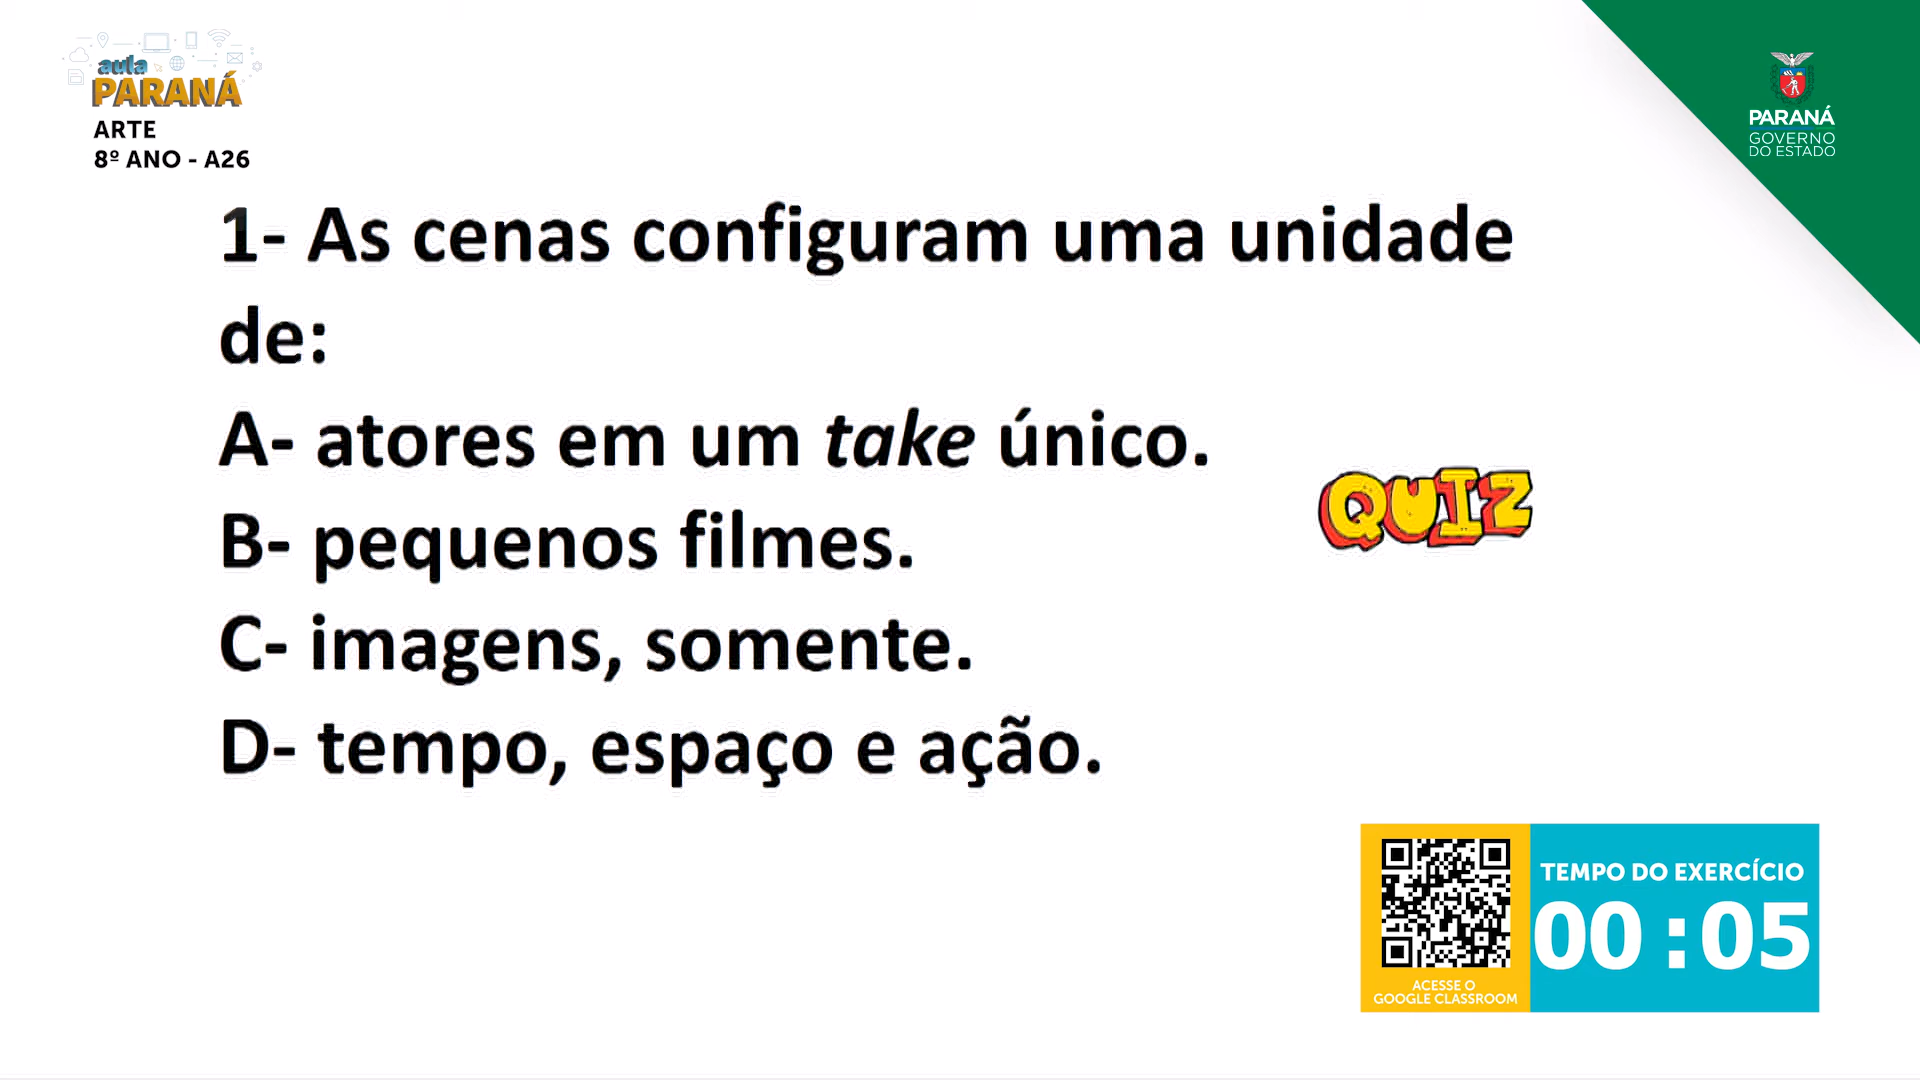 aula
PARANÁ
ARTE
8º ANO - A26
PARANÁ
GOVERNO
DO ESTADO
1- As cenas configuram uma unidade
de:
A- atores em um take único.
B- pequenos filmes.
C- imagens, somente.
D- tempo, espaço e ação.
QUIZ
TEMPO DO EXERCÍCIO
00 : 05
ACESSE O
GOOGLE CLASSROOM